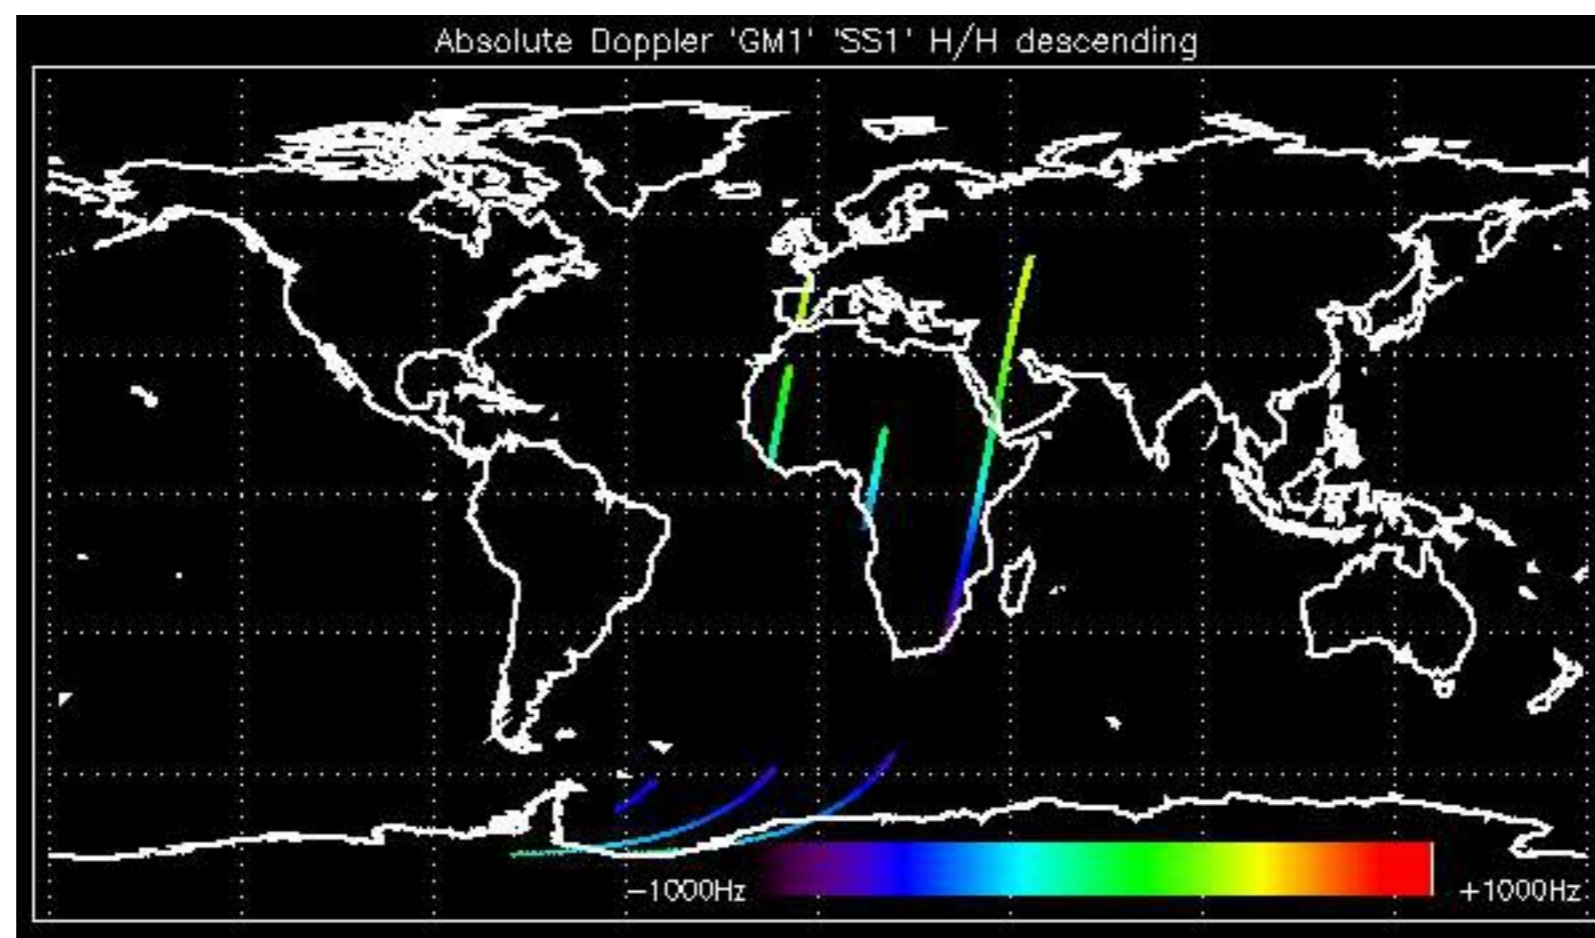 Absolute Doppler 'GM1' 'SS1' H/H descending
−1000Hz
+1000Hz